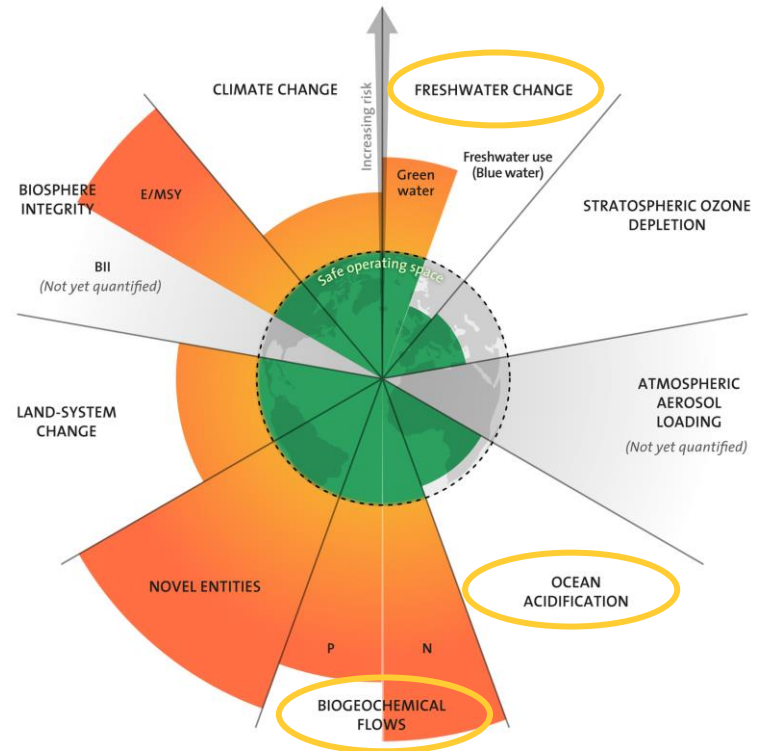 CLIMATE CHANGE
Increasing risk
FRESHWATER CHANGE
Green
water
Freshwater use
(Blue water)
STRATOSPHERIC OZONE
DEPLETION
BIOSPHERE
INTEGRITY
E/MSY
BII
(Not yet quantified)
Safe operating space
ATMOSPHERIC
AEROSOL
LOADING
(Not yet quantified)
LAND-SYSTEM
CHANGE
NOVEL ENTITIES
OCEAN
ACIDIFICATION
P
N
BIOGEOCHEMICAL
FLOWS